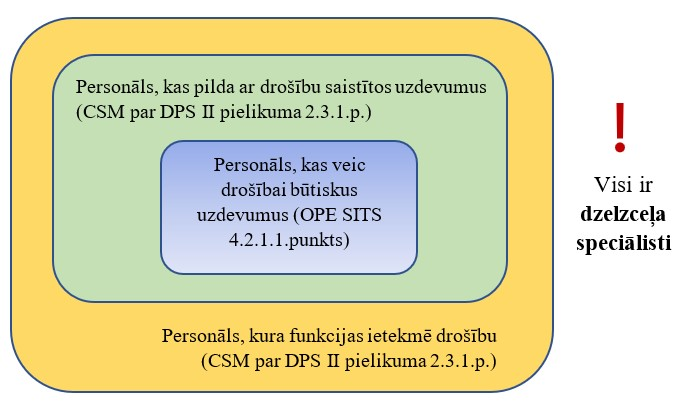 Personāls, kas pilda ar drošību saistītos uzdevumus
(CSM par DPS II pielikuma 2.3.1.p.)
Personāls, kas veic
drošībai būtiskus
uzdevumus (OPE SITS
4.2.1.1.punkts)
Personāls, kura funkcijas ietekmē drošību
(CSM par DPS II pielikuma 2.3.1.p.)
!
Visi ir
dzelzceļa
speciālisti